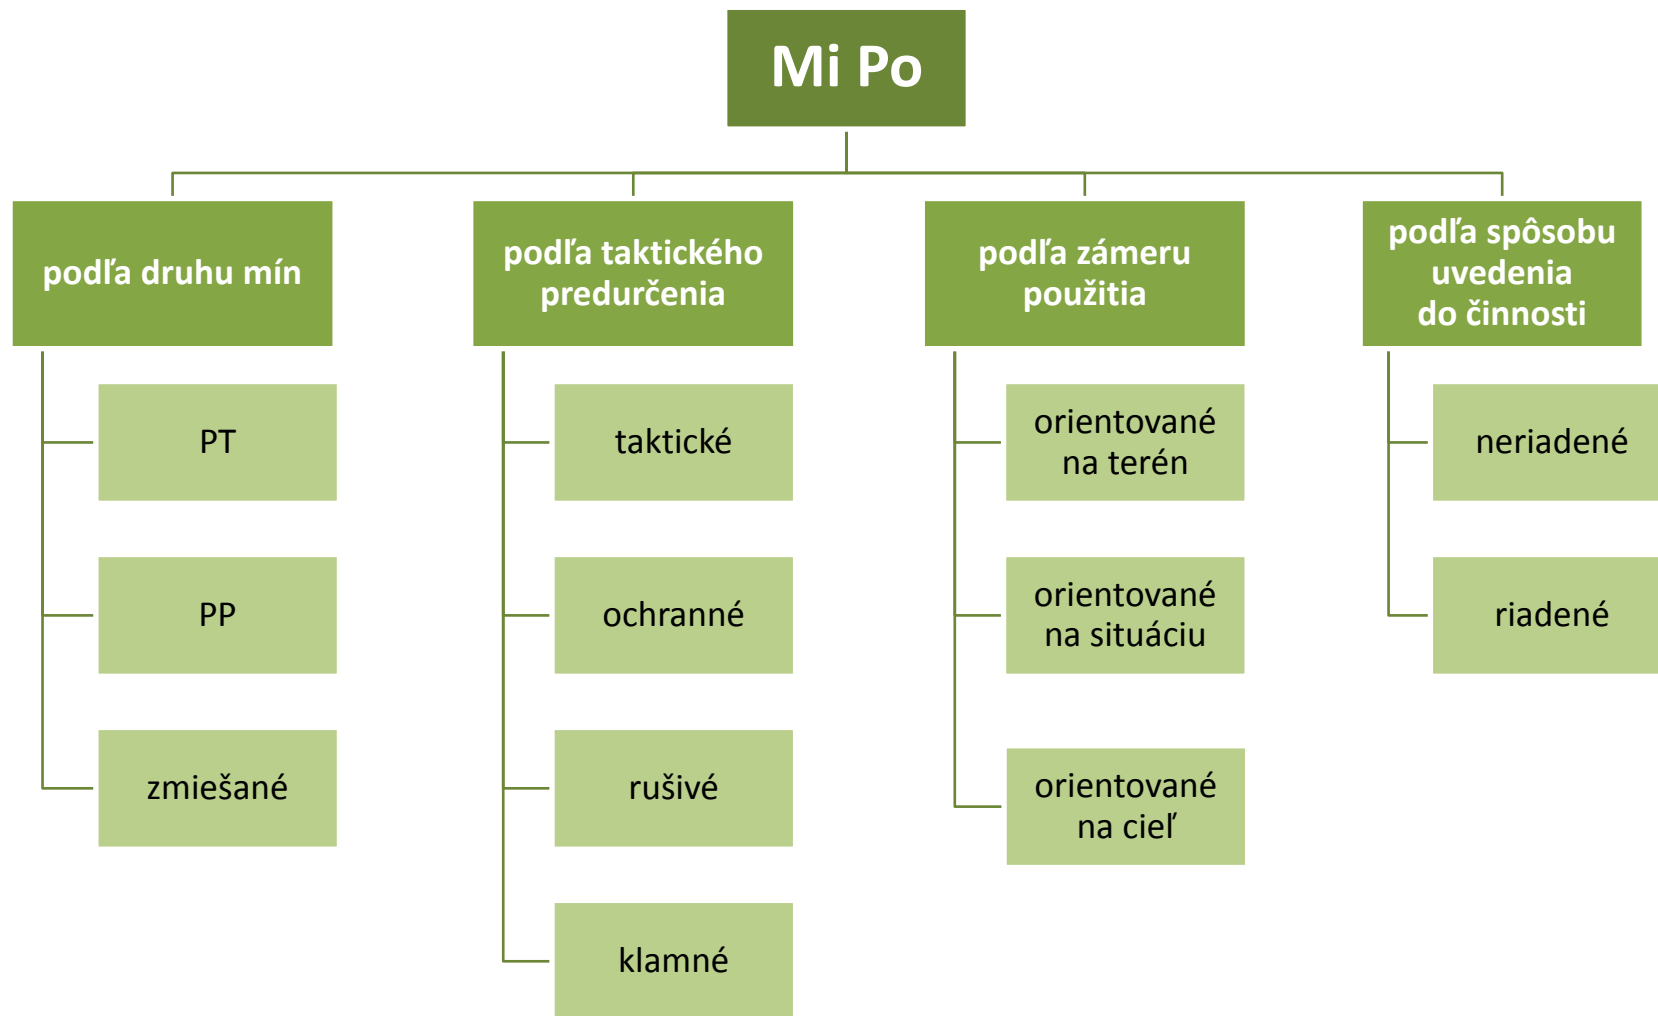 Mi Po
podľa druhu mín
PT
PP
zmiešané
podľa taktického
predurčenia
taktické
ochranné
rušivé
klamné
podľa zámeru
použitia
orientované
na terén
orientované
na situáciu
orientované
na cieľ
podľa spôsobu
uvedenia
do činnosti
neriadené
riadené